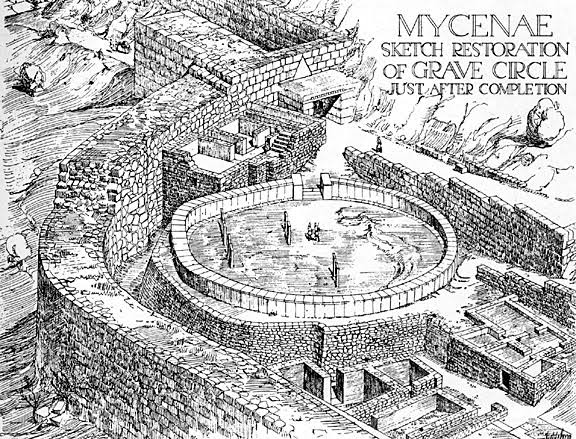 MYCENAE
SKETCH RESTORATION
OF GRAVE CIRCLE
JUST AFTER COMPLETION